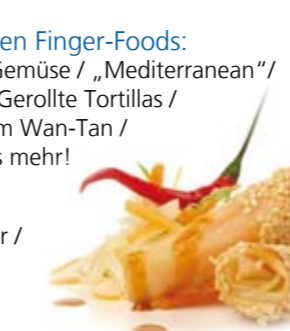 en Finger-Foods:
Gemüse / „Mediterranean“/
Gerollte Tortillas /
m Wan-Tan /
s mehr!
r /